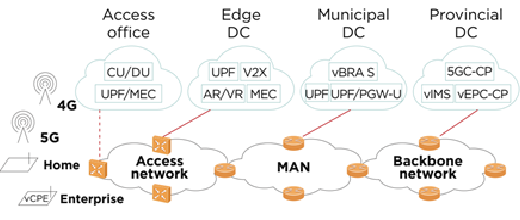 Access office
Edge DC
Municipal DC
Provincial DC
CU/DU
UPF/MEC
UPF V2X
AR/VR MEC
vBRAS
UPF UPF/PGW-U
5GC-CP
vIMS vEPC-CP
4G
5G
Home
vCPE Enterprise
Access network
MAN
Backbone network